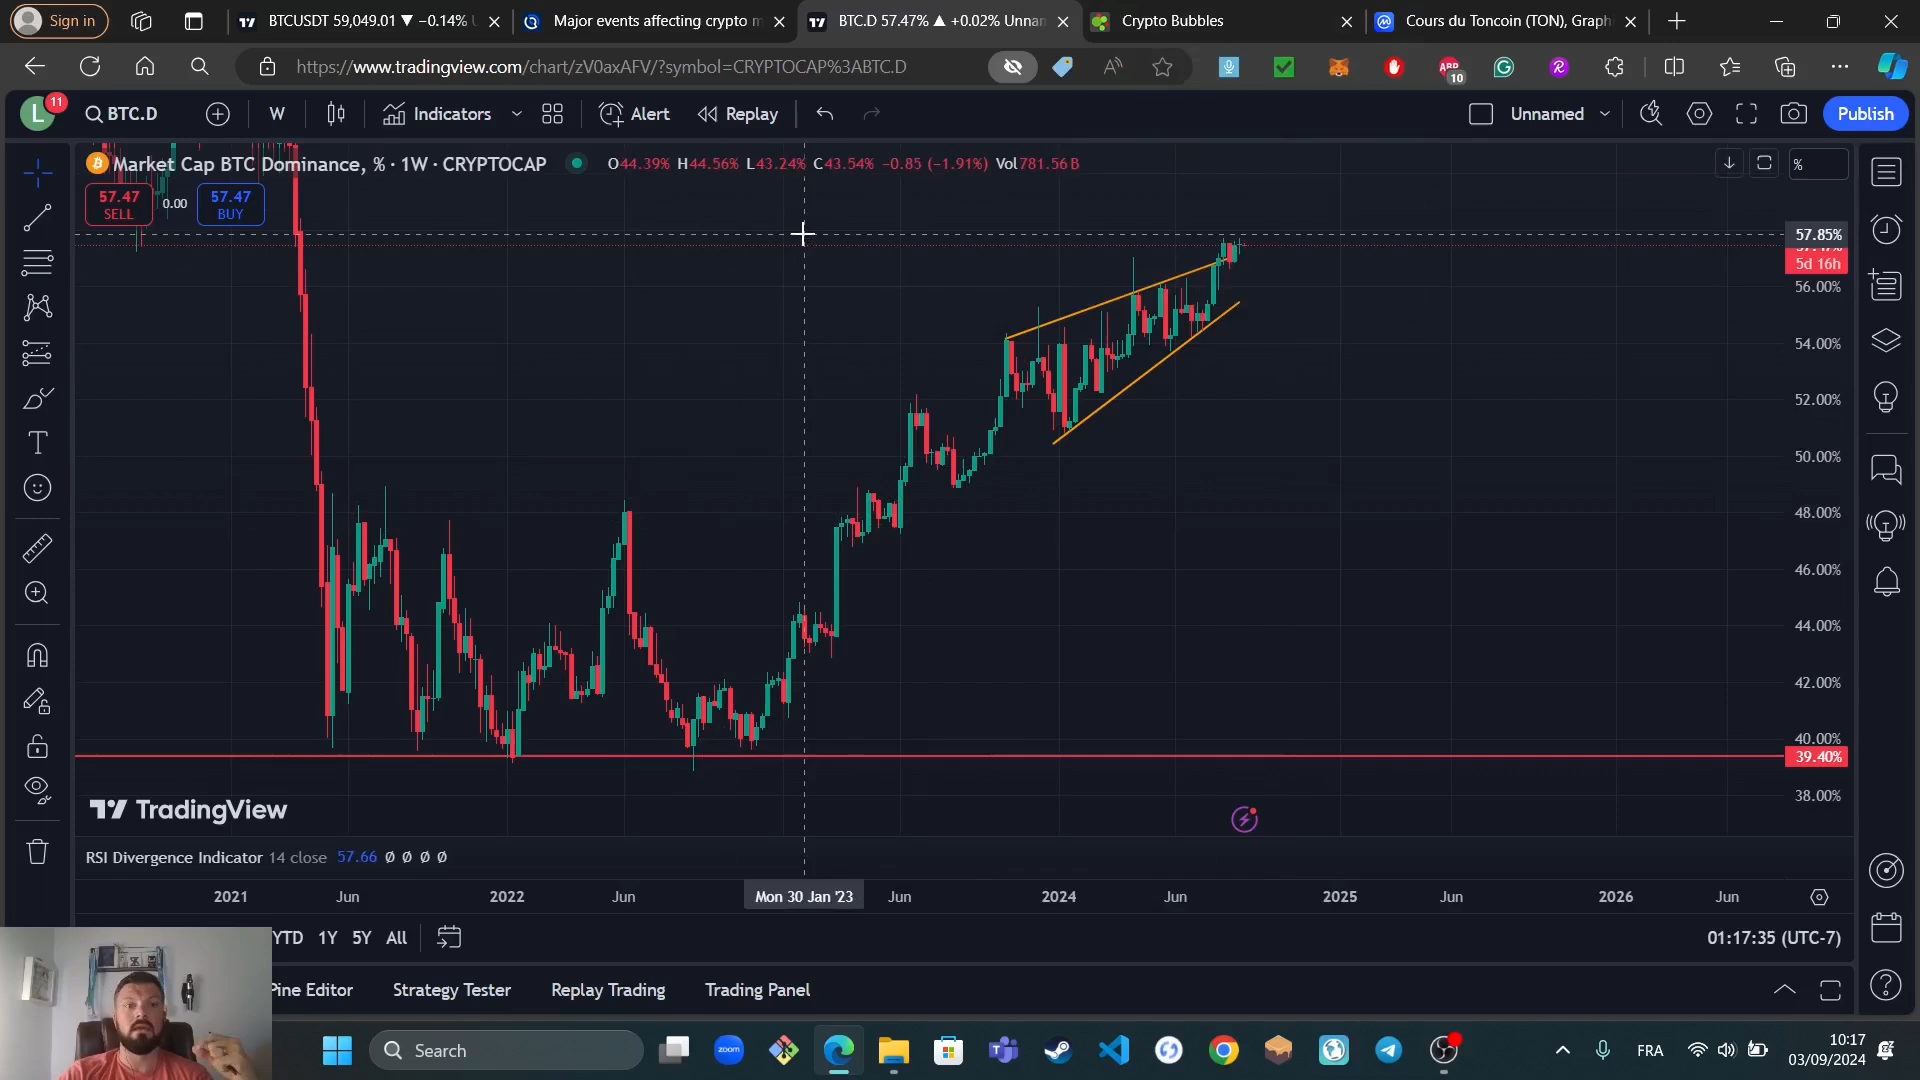 Sign in
BTCUSDT 59,049.01 ▼ −0.14%
Major events affecting crypto m
BTC.D 57.47% ▲ +0.02% Unnan
Crypto Bubbles
Cours du Toncoin (TON), Graph
https://www.tradingview.com/chart/zV0axAFV/?symbol=CRYPTOCAP%3ABTC.D
ABP
10
L
11
BTC.D
W
Indicators
Alert
Replay
Unnamed
Publish
Market Cap BTC Dominance, % · 1W · CRYPTOCAP
O44.39% H44.56% L43.24% C43.54% −0.85 (−1.91%) Vol781.56 B
%
57.47
SELL
0.00
57.47
BUY
57.85%
5d 16h
56.00%
54.00%
52.00%
50.00%
48.00%
46.00%
44.00%
42.00%
40.00%
39.40%
38.00%
TradingView
RSI Divergence Indicator 14 close 57.66 Ø Ø Ø Ø
2021 Jun 2022 Jun Mon 30 Jan '23 Jun 2024 Jun 2025 Jun 2026 Jun
YTD 1Y 5Y All
01:17:35 (UTC-7)
Pine Editor Strategy Tester Replay Trading Trading Panel
Search
zoom
FRA
10:17
03/09/2024